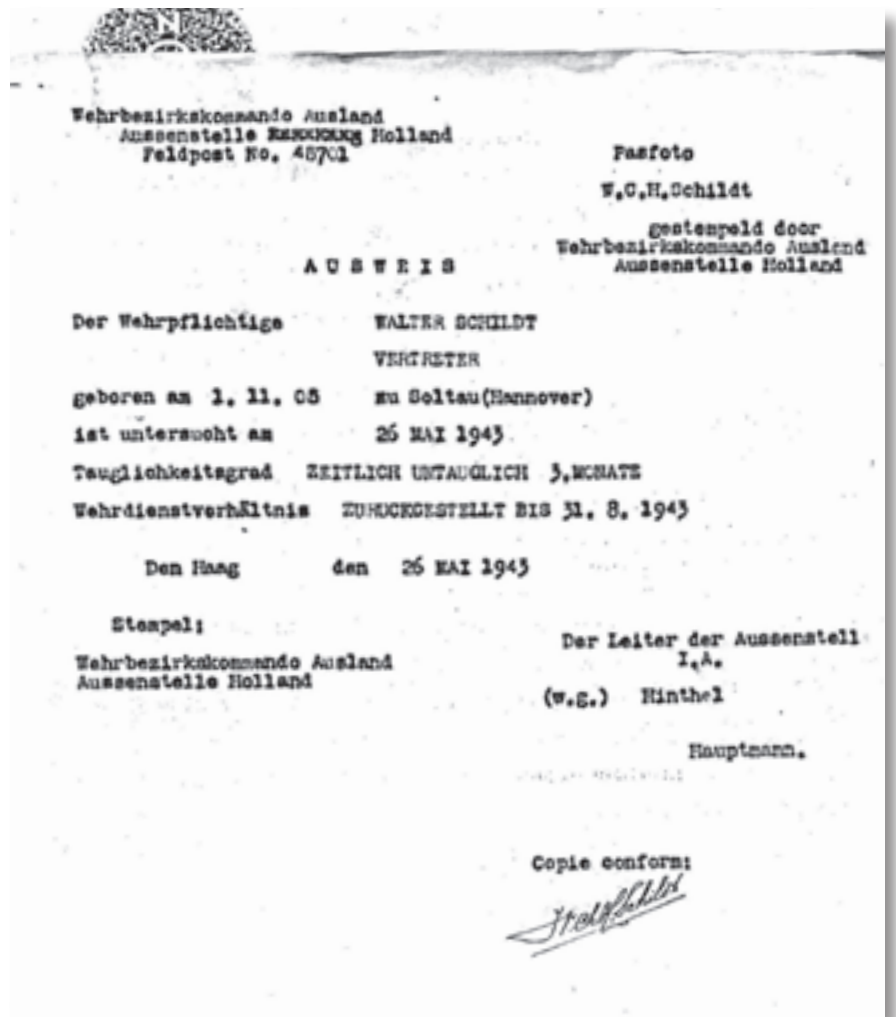 Wehrbezirkskommando Ausland
Aussenstelle Holland
Feldpost No. 45701
Pasfoto
W.C.H.Schildt
gestempeld door
Wehrbezirkskommando Ausland
Aussenstelle Holland
AUSWEIS
Der Wehrpflichtige WALTER SCHILDT
VERTRETER
geboren am 1. 11. 05 zu Soltau(Hannover)
ist untersucht am 26 MAI 1943
Tauglichkeitsgrad ZEITLICH UNTAUGLICH 3.MONATE
Wehrdienstverhältnis ZURUCKGESTELLT BIS 31. 8. 1943
Den Haag den 26 MAI 1943
Stempel:
Wehrbezirkskommando Ausland
Aussenstelle Holland
Der Leiter der Aussenstell
I.A.
(w.g.) Hinthel
Hauptmann.
Copie conform: